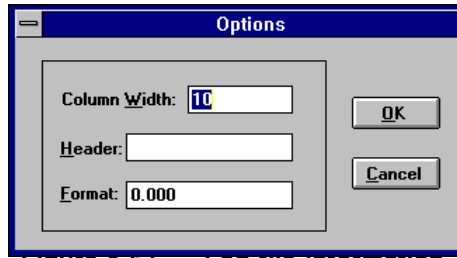 Options
Column Width: 10
OK
Header:
Cancel
Format: 0.000